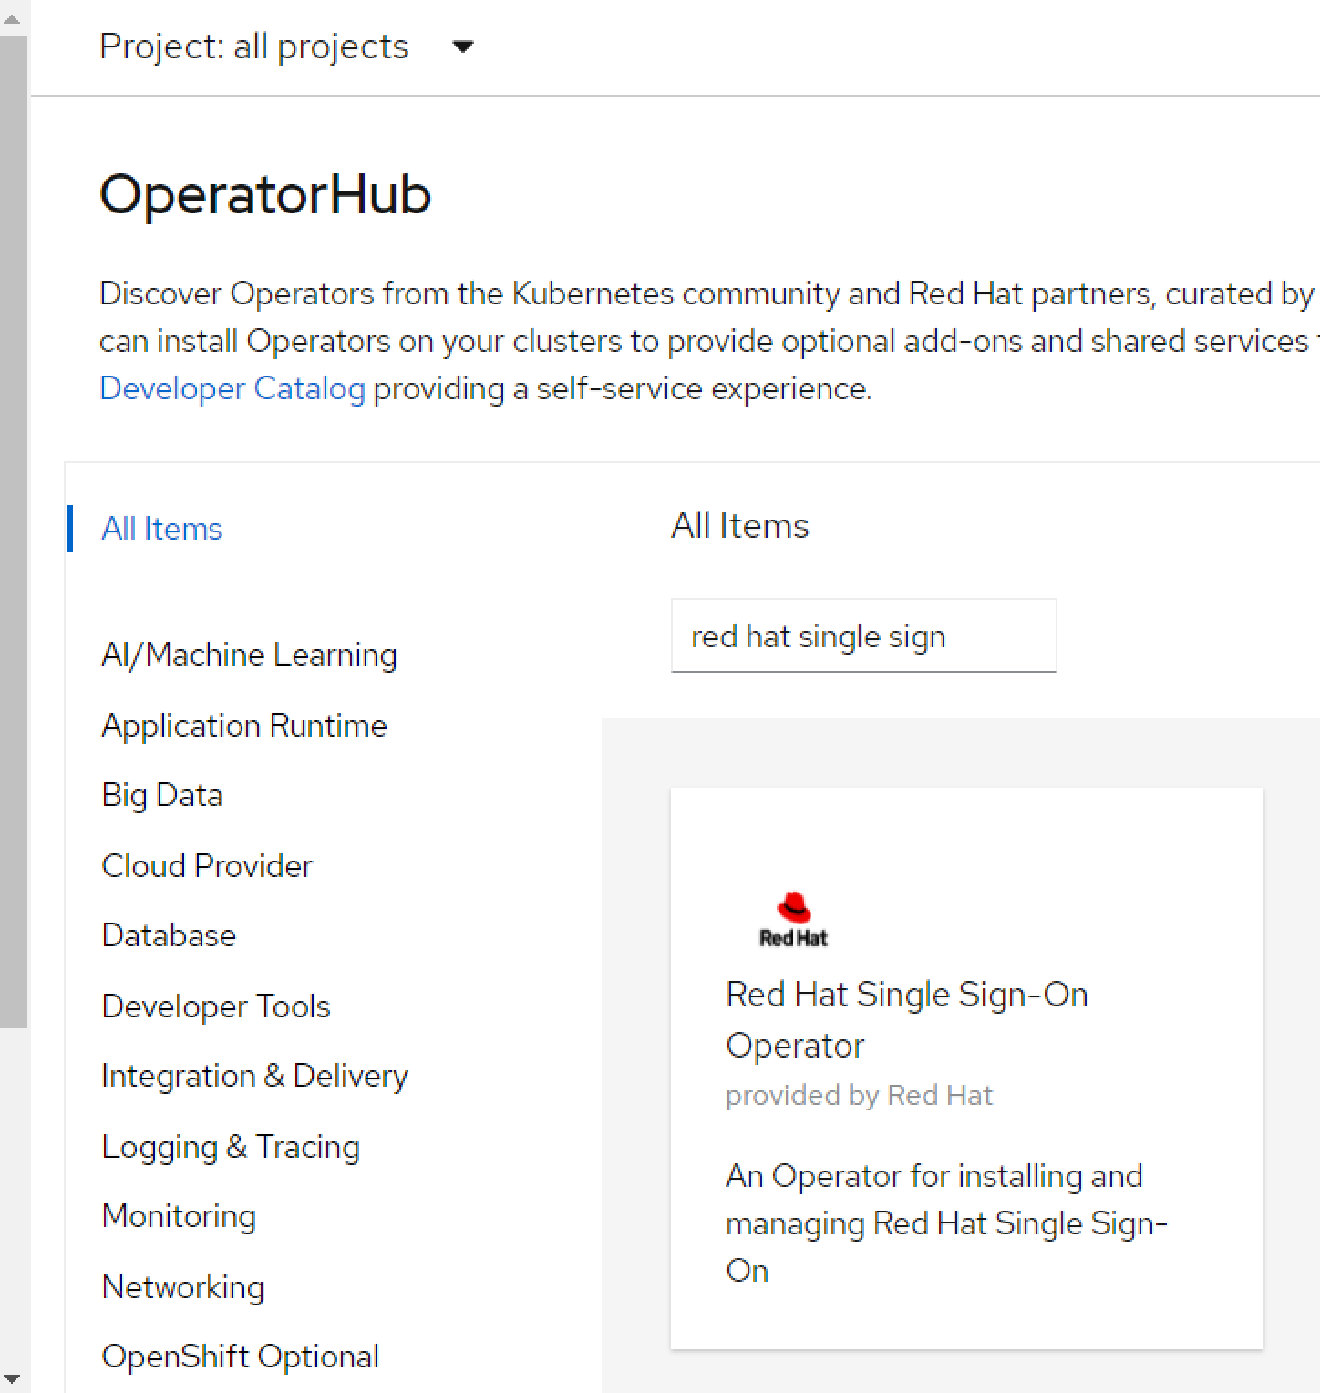 Project: all projects
OperatorHub
Discover Operators from the Kubernetes community and Red Hat partners, curated by
can install Operators on your clusters to provide optional add-ons and shared services
Developer Catalog providing a self-service experience.
All Items
AI/Machine Learning
Application Runtime
Big Data
Cloud Provider
Database
Developer Tools
Integration & Delivery
Logging & Tracing
Monitoring
Networking
OpenShift Optional
All Items
red hat single sign
Red Hat
Red Hat Single Sign-On
Operator
provided by Red Hat
An Operator for installing and
managing Red Hat Single Sign-
On